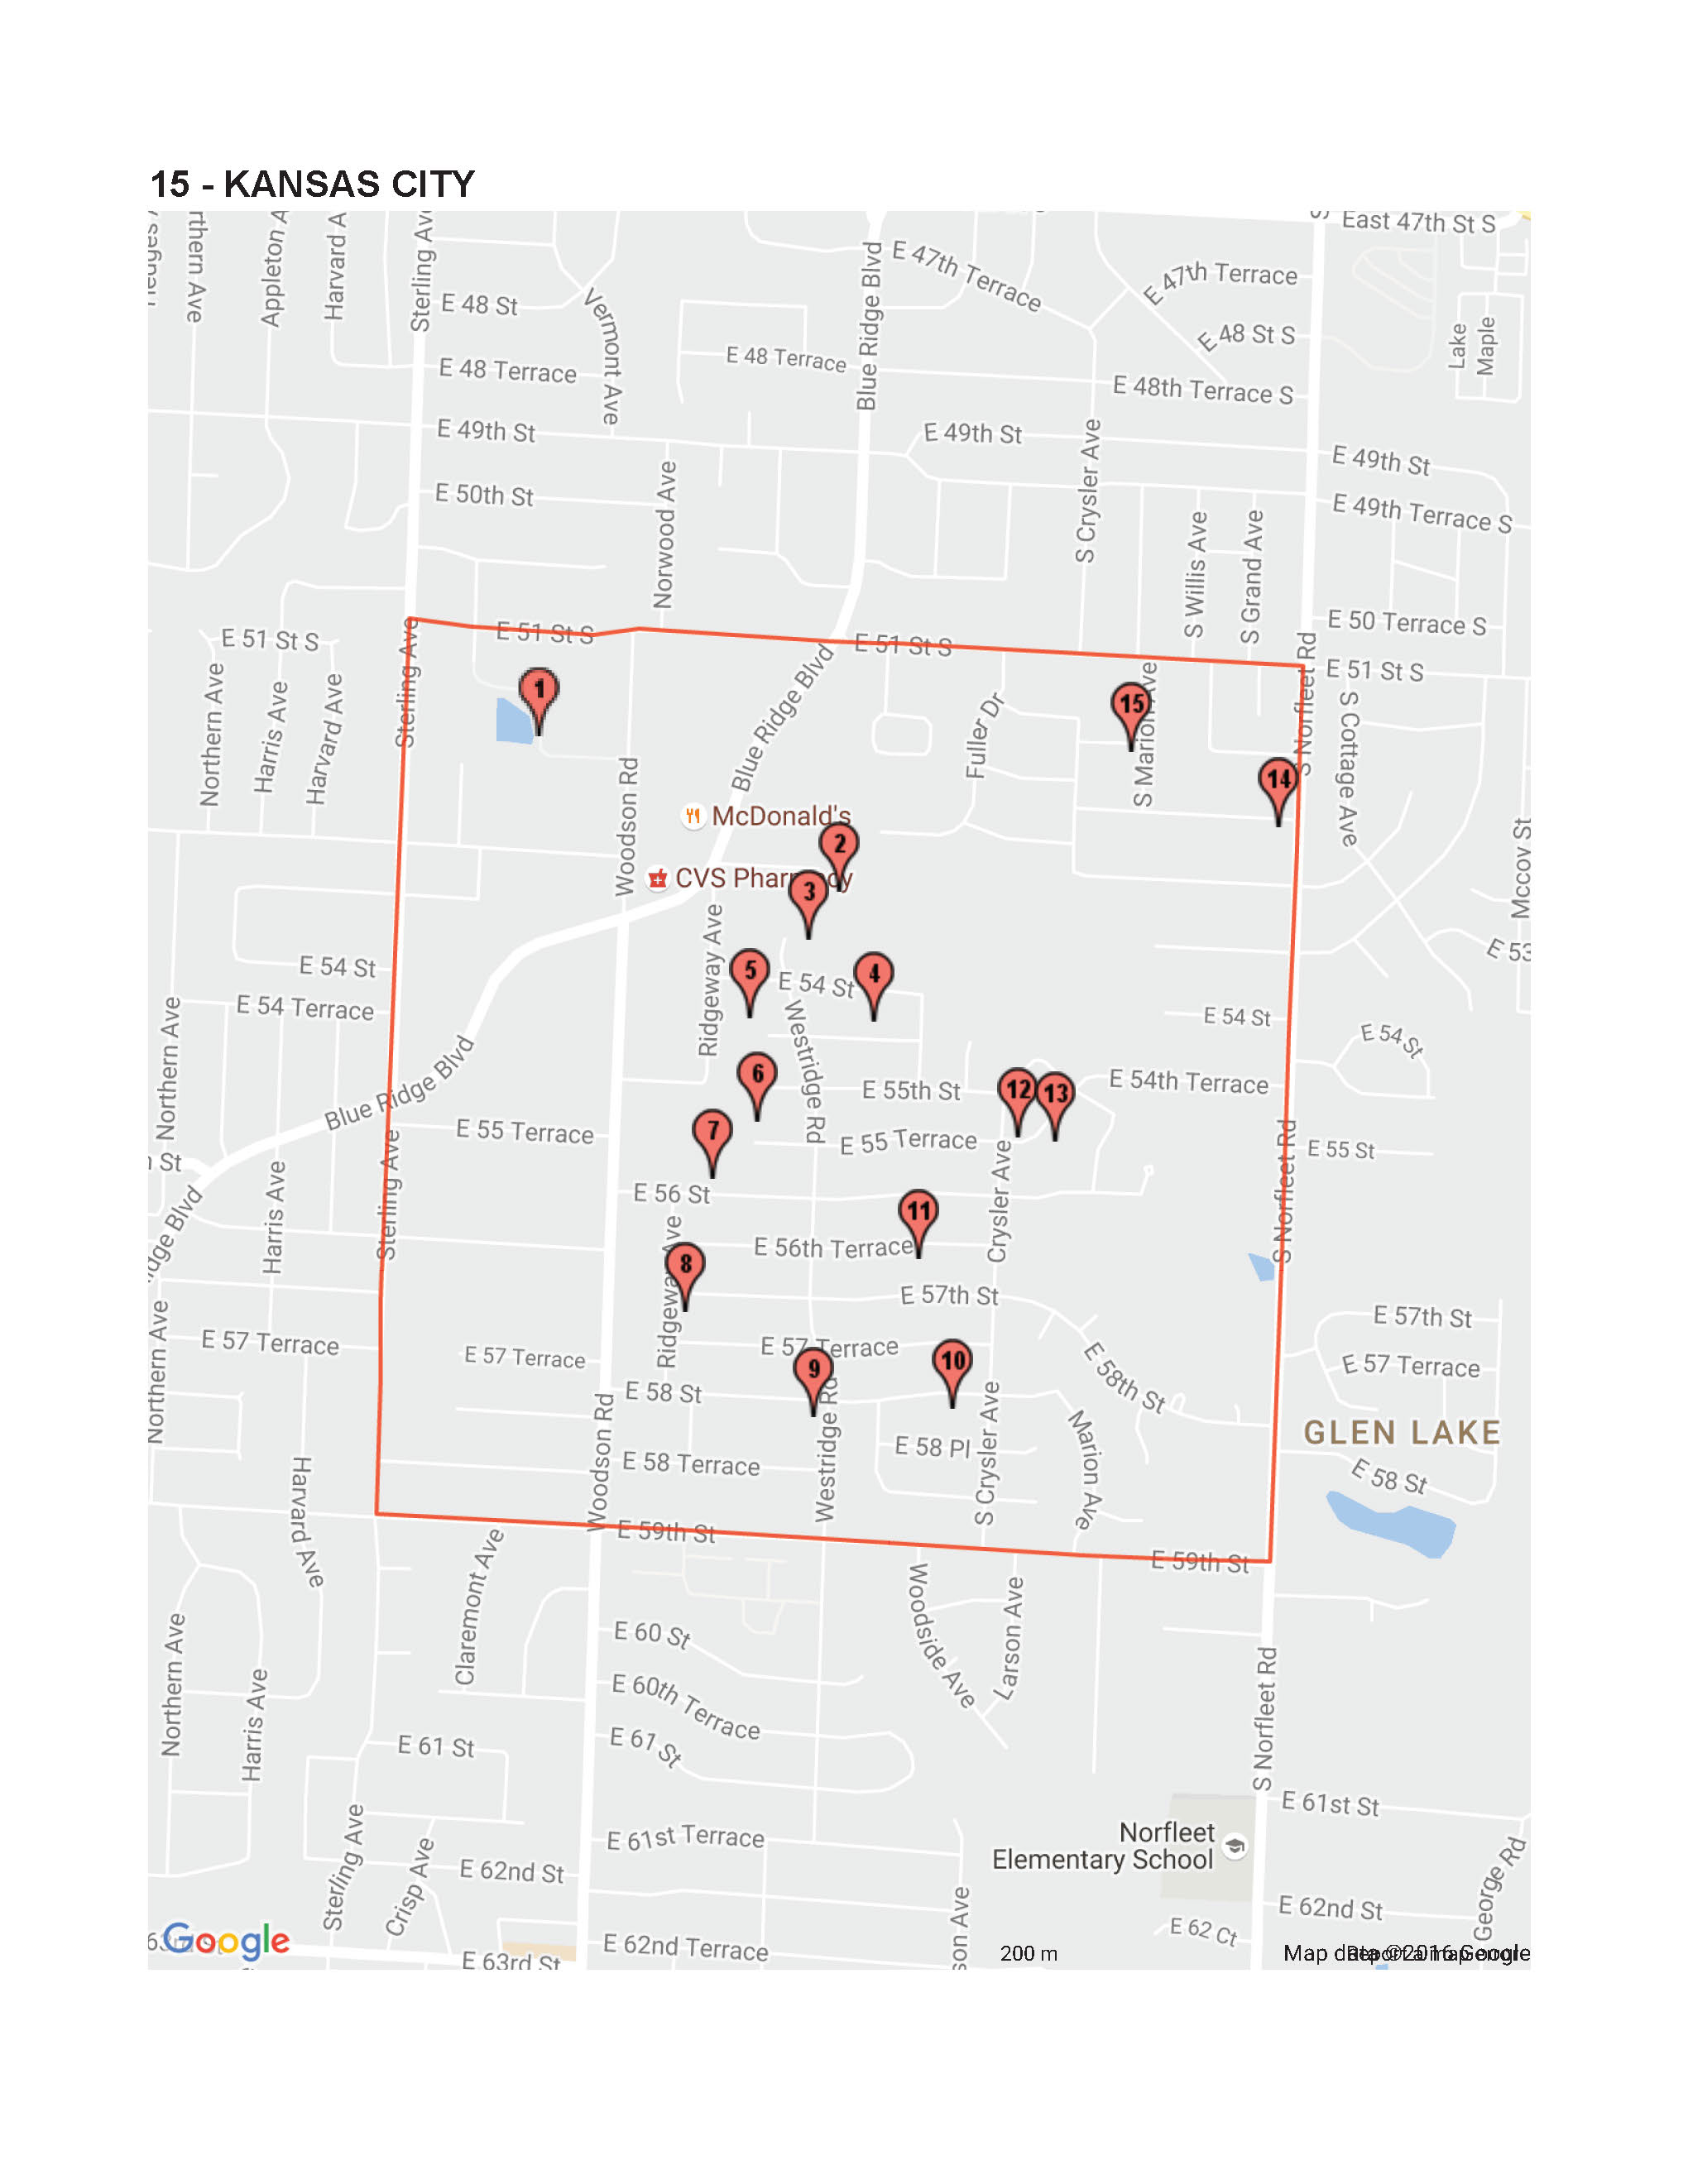 15 - KANSAS CITY
East 47th St S
Northern Ave
Appleton A
Harvard A
Sterling Ave
Blue Ridge Blvd
E 47th Terrace
E 47th Terrace
E 48 St
Vermont Ave
E 48 St S
Lake
Maple
E 48 Terrace
E 48 Terrace
E 48th Terrace S
E 49th St
E 49th St
S Crysler Ave
E 49th St
E 50th St
Norwood Ave
E 49th Terrace S
S Willis Ave
S Grand Ave
E 50 Terrace S
E 51 St S
E 51 St S
E 51 St S
E 51 St S
Sterling Ave
Northern Ave
Harris Ave
Harvard Ave
1
Blue Ridge Blvd
Fuller Dr
15
S Marion Ave
S Norfleet Rd
S Cottage Ave
14
Woodson Rd
McDonald's
2
CVS Pharmacy
3
Mccoy St
E 53
Ridgeway Ave
E 54 St
5
E 54 St
4
E 54 Terrace
E 54 St
E 54 St
Northern Ave
Westridge Rd
Blue Ridge Blvd
6
E 55th St
12
13
E 54th Terrace
E 55 Terrace
7
E 55 Terrace
Sterling Ave
S Norfleet Rd
E 55 St
St
Harris Ave
Crysler Ave
E 56 St
11
Ridgeway Ave
E 56th Terrace
8
E 57th St
E 57th St
Northern Ave
E 57 Terrace
E 57 Terrace
E 57 Terrace
9
10
E 58th St
E 57 Terrace
E 58 St
Woodson Rd
Westridge Rd
S Crysler Ave
Marion Ave
GLEN LAKE
E 58 Pl
E 58 Terrace
E 58 St
Harvard Ave
E 59th St
E 59th St
Claremont Ave
Woodside Ave
Larson Ave
Northern Ave
Harris Ave
E 60 St
S Norfleet Rd
E 60th Terrace
E 61 St
E 61 St
E 61st St
Sterling Ave
Crisp Ave
E 61st Terrace
Norfleet
Elementary School
George Rd
E 62nd St
E 62nd St
E 62 Ct
son Ave
Google
E 63rd St
E 62nd Terrace
200 m
Map data ©2016 Google
Report a map error